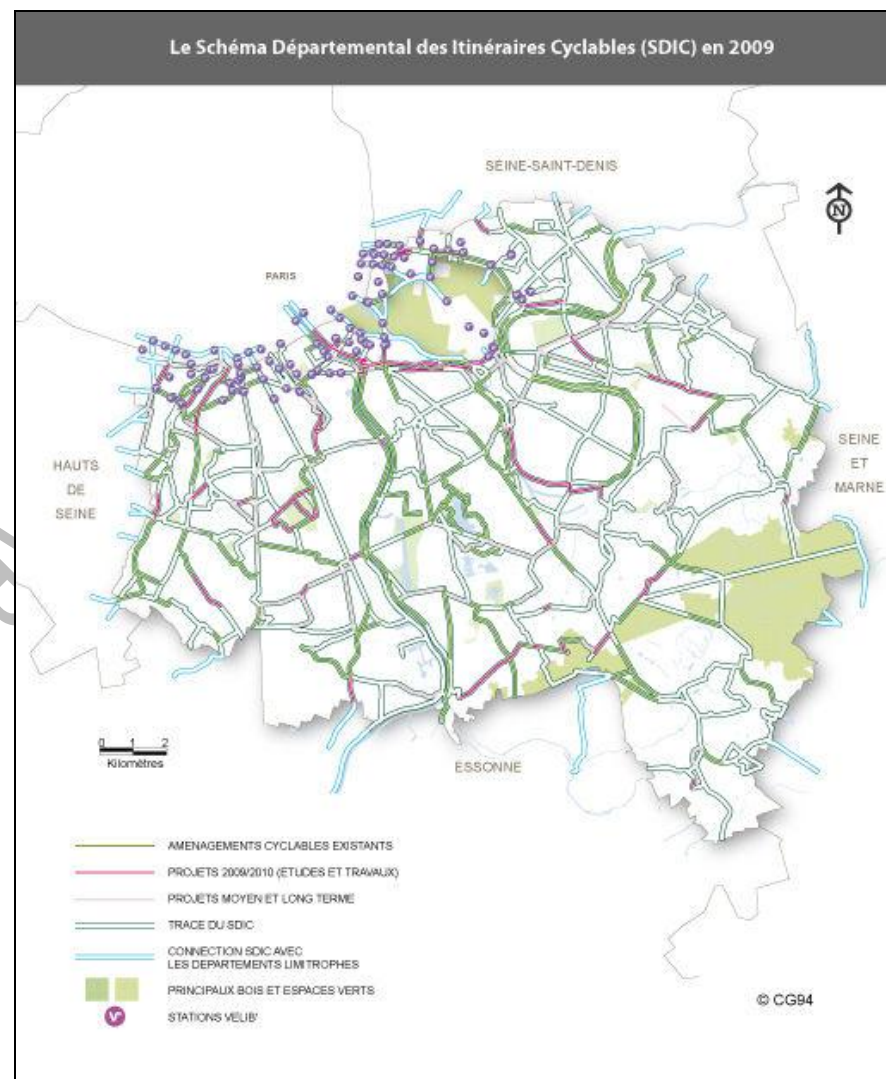 Le Schéma Départemental des Itinéraires Cyclables (SDIC) en 2009
SEINE-SAINT-DENIS
N
PARIS
HAUTS
DE
SEINE
SEINE
ET
MARNE
0 1 2
Kilomètres
ESSONNE
AMENAGEMENTS CYCLABLES EXISTANTS
PROJETS 2009/2010 (ETUDES ET TRAVAUX)
PROJETS MOYEN ET LONG TERME
TRACE DU SDIC
CONNECTION SDIC AVEC
LES DEPARTEMENTS LIMITROPHES
PRINCIPAUX BOIS ET ESPACES VERTS
STATIONS VELIB'
© CG94